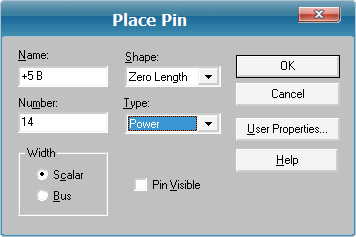 Place Pin
Name:
Shape:
+5 B
Zero Length
OK
Cancel
Number:
Type:
14
Power
User Properties...
Width
Scalar
Bus
Pin Visible
Help